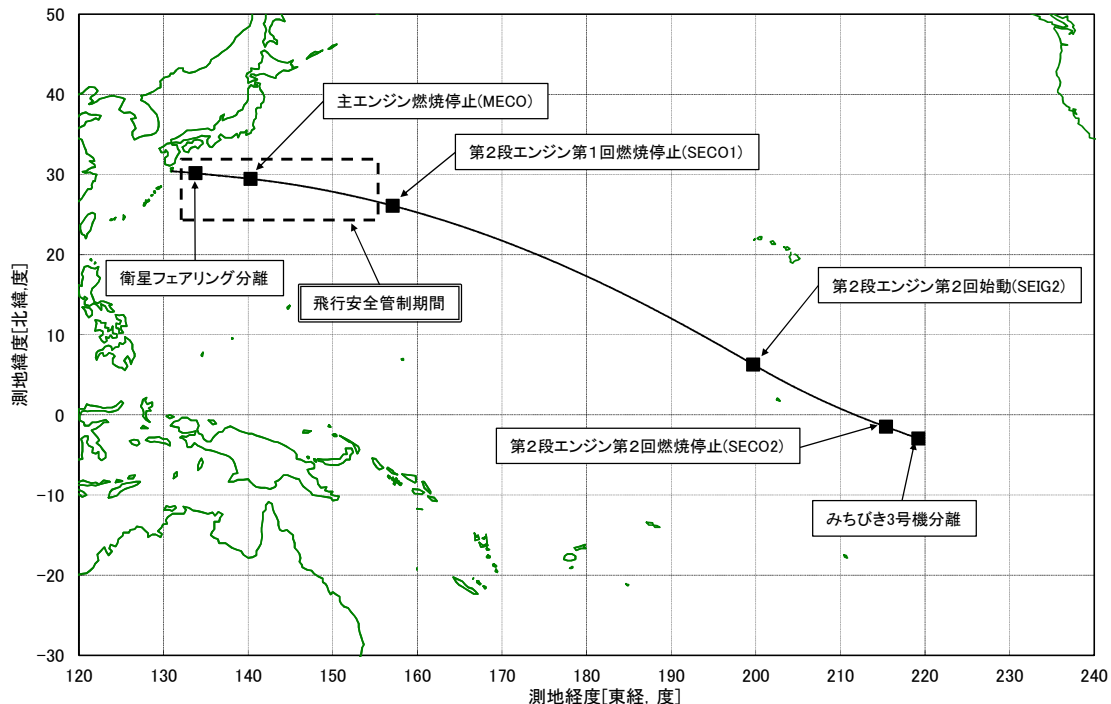 50
40
30
20
10
0
-10
-20
-30
測地緯度[北緯,度]
主エンジン燃焼停止(MECO)
第２段エンジン第１回燃焼停止(SECO1)
衛星フェアリング分離
飛行安全管制期間
第２段エンジン第２回始動(SEIG2)
第２段エンジン第２回燃焼停止(SECO2)
みちびき3号機分離
120 130 140 150 160 170 180 190 200 210 220 230 240
測地経度[東経, 度]